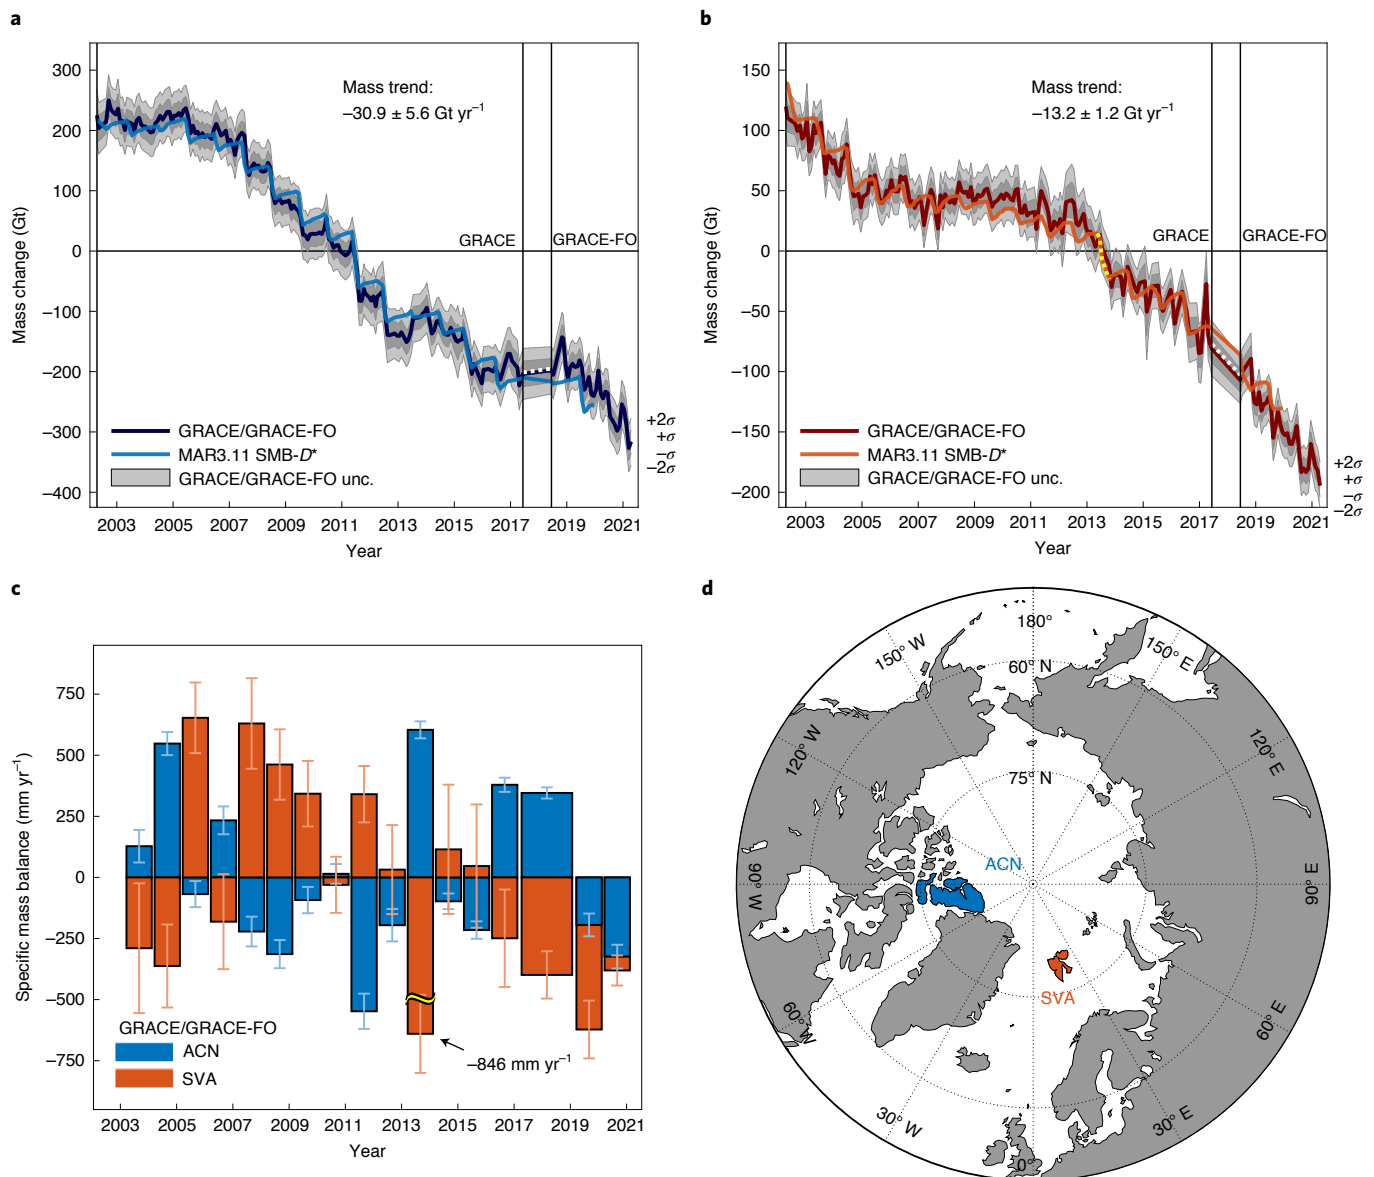 a
300
200
100
0
−100
−200
−300
−400
Mass change (Gt)
Mass trend:
−30.9 ± 5.6 Gt yr⁻¹
GRACE
GRACE-FO
GRACE/GRACE-FO
MAR3.11 SMB-D*
GRACE/GRACE-FO unc.
+2σ
+σ
−σ
−2σ
2003 2005 2007 2009 2011 2013 2015 2017 2019 2021
Year
b
150
100
50
0
−50
−100
−150
−200
Mass change (Gt)
Mass trend:
−13.2 ± 1.2 Gt yr⁻¹
GRACE
GRACE-FO
GRACE/GRACE-FO
MAR3.11 SMB-D*
GRACE/GRACE-FO unc.
+2σ
+σ
−σ
−2σ
2003 2005 2007 2009 2011 2013 2015 2017 2019 2021
Year
c
750
500
250
0
−250
−500
−750
Specific mass balance (mm yr⁻¹)
GRACE/GRACE-FO
ACN
SVA
−846 mm yr⁻¹
2003 2005 2007 2009 2011 2013 2015 2017 2019 2021
Year
d
180°
150° W
150° E
60° N
120° W
120° E
75° N
ACN
90° W
90° E
SVA
60° W
60° E
30° W
30° E
0°